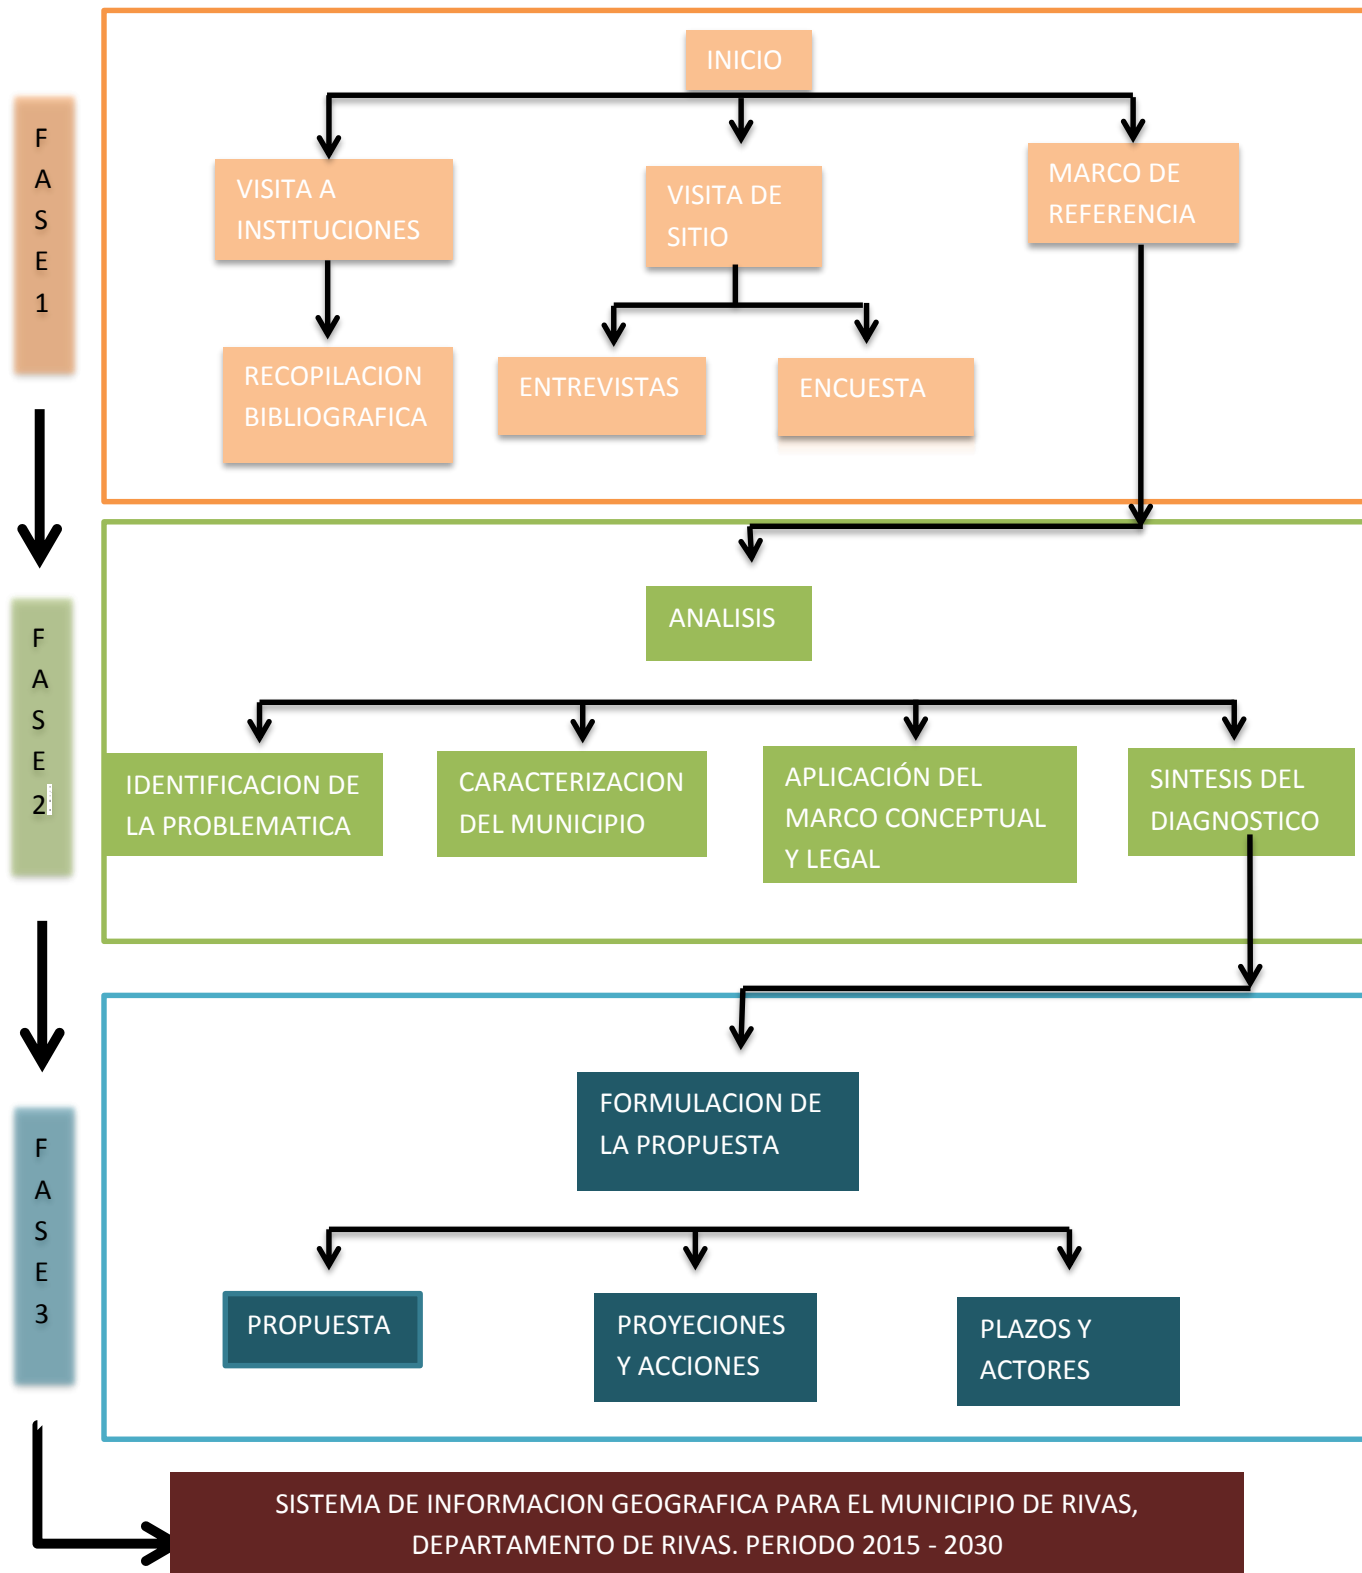 INICIO
F
A
S
E
1
VISITA A
INSTITUCIONES
VISITA DE
SITIO
MARCO DE
REFERENCIA
RECOPILACION
BIBLIOGRAFICA
ENTREVISTAS
ENCUESTA
F
A
S
E
2
ANALISIS
IDENTIFICACION DE
LA PROBLEMATICA
CARACTERIZACION
DEL MUNICIPIO
APLICACIÓN DEL
MARCO CONCEPTUAL
Y LEGAL
SINTESIS DEL
DIAGNOSTICO
F
A
S
E
3
FORMULACION DE
LA PROPUESTA
PROPUESTA
PROYECIONES
Y ACCIONES
PLAZOS Y
ACTORES
SISTEMA DE INFORMACION GEOGRAFICA PARA EL MUNICIPIO DE RIVAS,
DEPARTAMENTO DE RIVAS. PERIODO 2015 - 2030